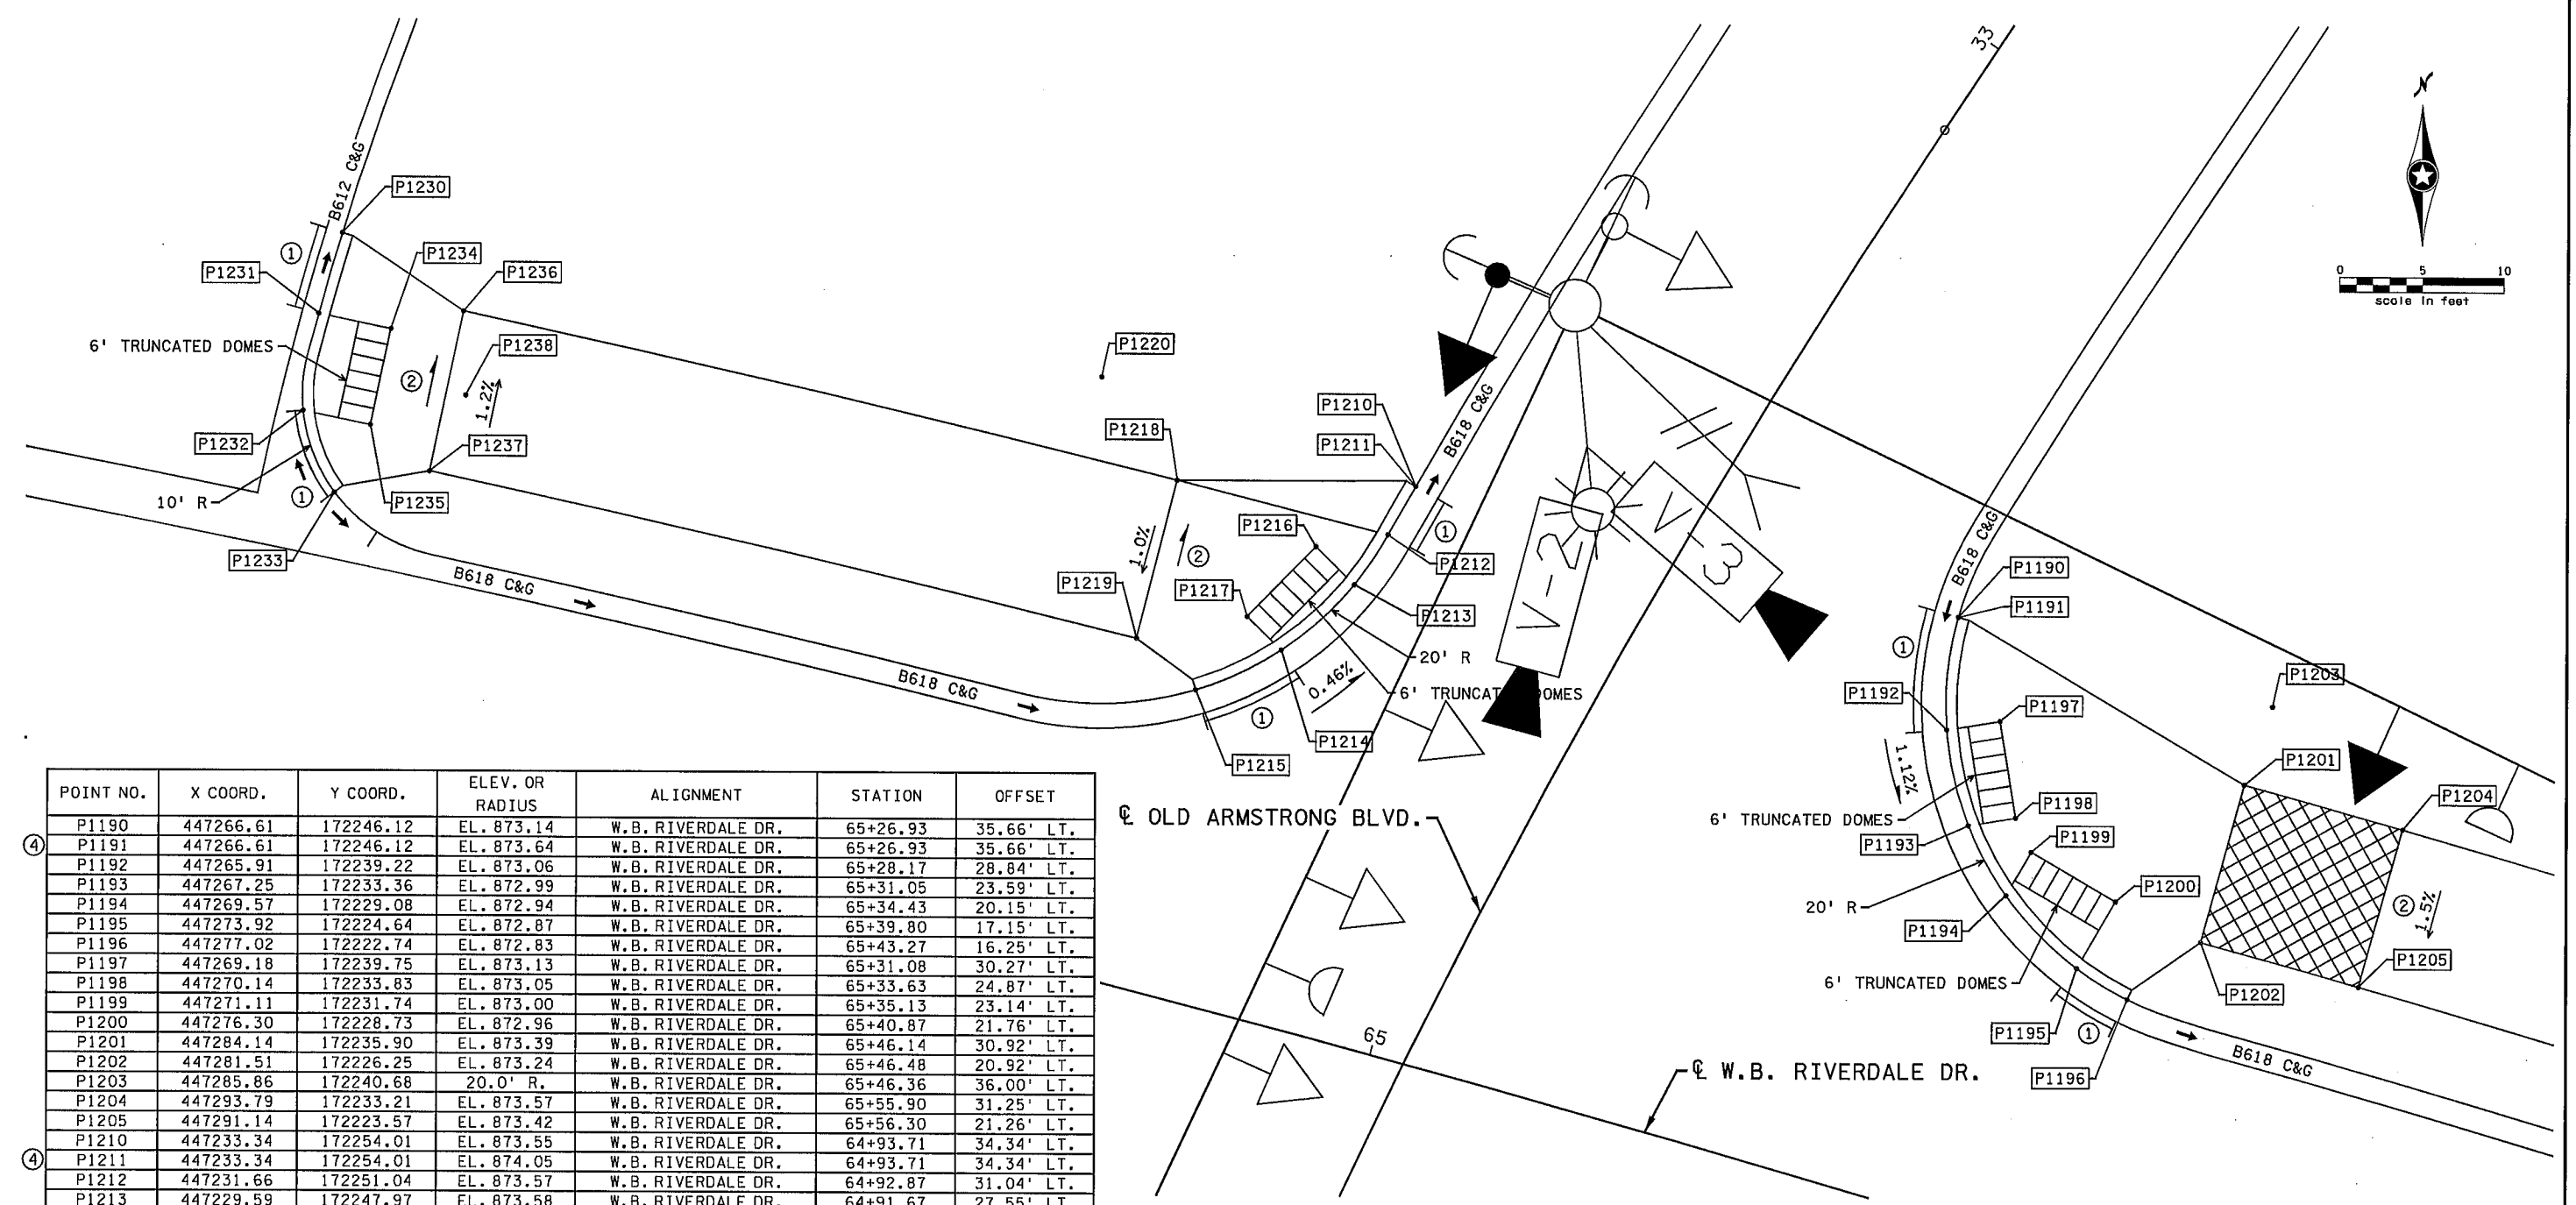 33
N
0 5 10
scale in feet
B612 C&G
P1230
1
P1234
P1231
P1236
6' TRUNCATED DOMES
P1238
2
1.2%
P1220
P1232
P1237
P1218
P1210
P1211
B618 C&G
10' R
1
P1235
P1233
B618 C&G
1.0%
2
P1216
1
P1212
P1219
P1217
P1213
V-2
V-3
20' R
0.46%
6' TRUNCATED DOMES
B618 C&G
1
P1214
P1215
B618 C&G
P1190
P1191
1
P1192
P1197
P1203
1.12%
P1201
P1198
P1204
6' TRUNCATED DOMES
P1193
P1199
P1200
20' R
2
1.5%
P1194
P1205
6' TRUNCATED DOMES
P1202
P1195
1
P1196
B618 C&G
℄ OLD ARMSTRONG BLVD.
65
℄ W.B. RIVERDALE DR.
POINT NO. X COORD. Y COORD. ELEV. OR RADIUS ALIGNMENT STATION OFFSET
P1190 447266.61 172246.12 EL. 873.14 W.B. RIVERDALE DR. 65+26.93 35.66' LT.
4 P1191 447266.61 172246.12 EL. 873.64 W.B. RIVERDALE DR. 65+26.93 35.66' LT.
P1192 447265.91 172239.22 EL. 873.06 W.B. RIVERDALE DR. 65+28.17 28.84' LT.
P1193 447267.25 172233.36 EL. 872.99 W.B. RIVERDALE DR. 65+31.05 23.59' LT.
P1194 447269.57 172229.08 EL. 872.94 W.B. RIVERDALE DR. 65+34.43 20.15' LT.
P1195 447273.92 172224.64 EL. 872.87 W.B. RIVERDALE DR. 65+39.80 17.15' LT.
P1196 447277.02 172222.74 EL. 872.83 W.B. RIVERDALE DR. 65+43.27 16.25' LT.
P1197 447269.18 172239.75 EL. 873.13 W.B. RIVERDALE DR. 65+31.08 30.27' LT.
P1198 447270.14 172233.83 EL. 873.05 W.B. RIVERDALE DR. 65+33.63 24.87' LT.
P1199 447271.11 172231.74 EL. 873.00 W.B. RIVERDALE DR. 65+35.13 23.14' LT.
P1200 447276.30 172228.73 EL. 872.96 W.B. RIVERDALE DR. 65+40.87 21.76' LT.
P1201 447284.14 172235.90 EL. 873.39 W.B. RIVERDALE DR. 65+46.14 30.92' LT.
P1202 447281.51 172226.25 EL. 873.24 W.B. RIVERDALE DR. 65+46.48 20.92' LT.
P1203 447285.86 172240.68 20.0' R. W.B. RIVERDALE DR. 65+46.36 36.00' LT.
P1204 447293.79 172233.21 EL. 873.57 W.B. RIVERDALE DR. 65+55.90 31.25' LT.
P1205 447291.14 172223.57 EL. 873.42 W.B. RIVERDALE DR. 65+56.30 21.26' LT.
P1210 447233.34 172254.01 EL. 873.55 W.B. RIVERDALE DR. 64+93.71 34.34' LT.
4 P1211 447233.34 172254.01 EL. 874.05 W.B. RIVERDALE DR. 64+93.71 34.34' LT.
P1212 447231.66 172251.04 EL. 873.57 W.B. RIVERDALE DR. 64+92.87 31.04' LT.
P1213 447229.59 172247.97 EL. 873.58 W.B. RIVERDALE DR. 64+91.67 27.55' LT.